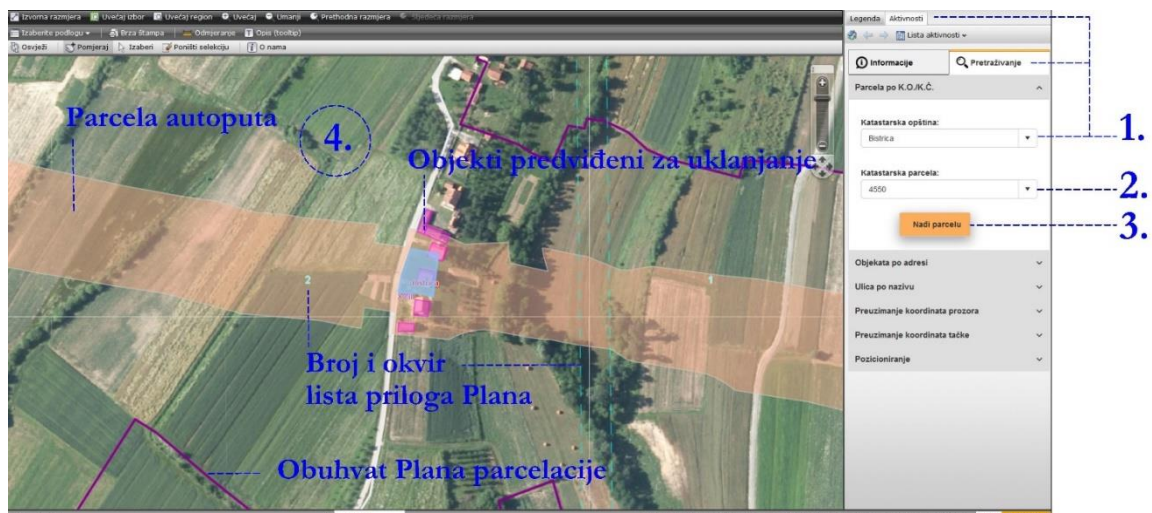 Izvorna razmjera Uvećaj izbor Uvećaj region Uvećaj Umanji Prethodna razmjera Sljedeća razmjera
Izaberite podlogu Brza štampa Odmjeravanje Opis (tooltip)
Osvježi Pomjeraj Izaberi Poništi selekciju O nama
Legenda Aktivnosti
Lista aktivnosti
Informacije Pretraživanje
Parcela po K.O./K.Č.
Katastarska opština:
Bistrica
1.
Katastarska parcela:
4550
2.
Nađi parcelu
3.
Objekata po adresi
Ulica po nazivu
Preuzimanje koordinata prozora
Preuzimanje koordinata tačke
Pozicioniranje
Parcela autoputa
4.
Objekti predviđeni za uklanjanje
2
1
Broj i okvir
lista priloga Plana
Obuhvat Plana parcelacije